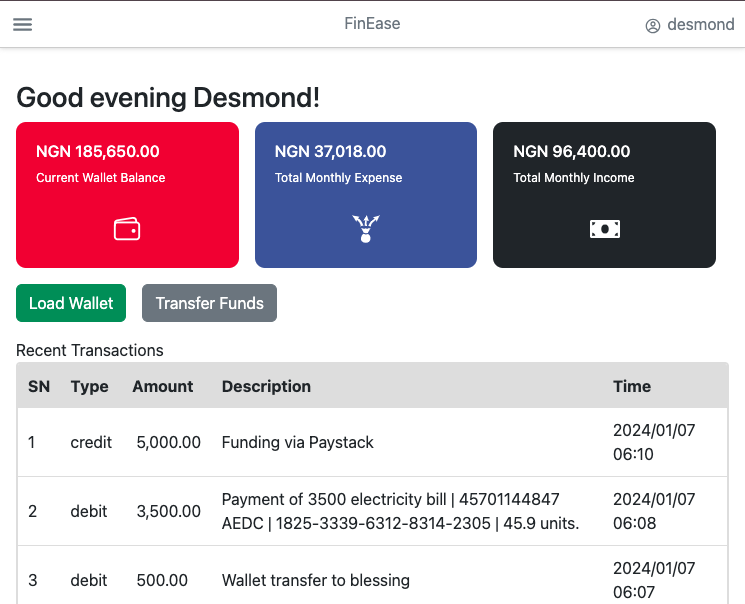 FinEase
desmond
Good evening Desmond!
NGN 185,650.00
Current Wallet Balance
NGN 37,018.00
Total Monthly Expense
NGN 96,400.00
Total Monthly Income
Load Wallet
Transfer Funds
Recent Transactions
SN Type Amount Description Time
1 credit 5,000.00 Funding via Paystack 2024/01/07
06:10
2 debit 3,500.00 Payment of 3500 electricity bill | 45701144847 2024/01/07
AEDC | 1825-3339-6312-8314-2305 | 45.9 units. 06:08
3 debit 500.00 Wallet transfer to blessing 2024/01/07
06:07